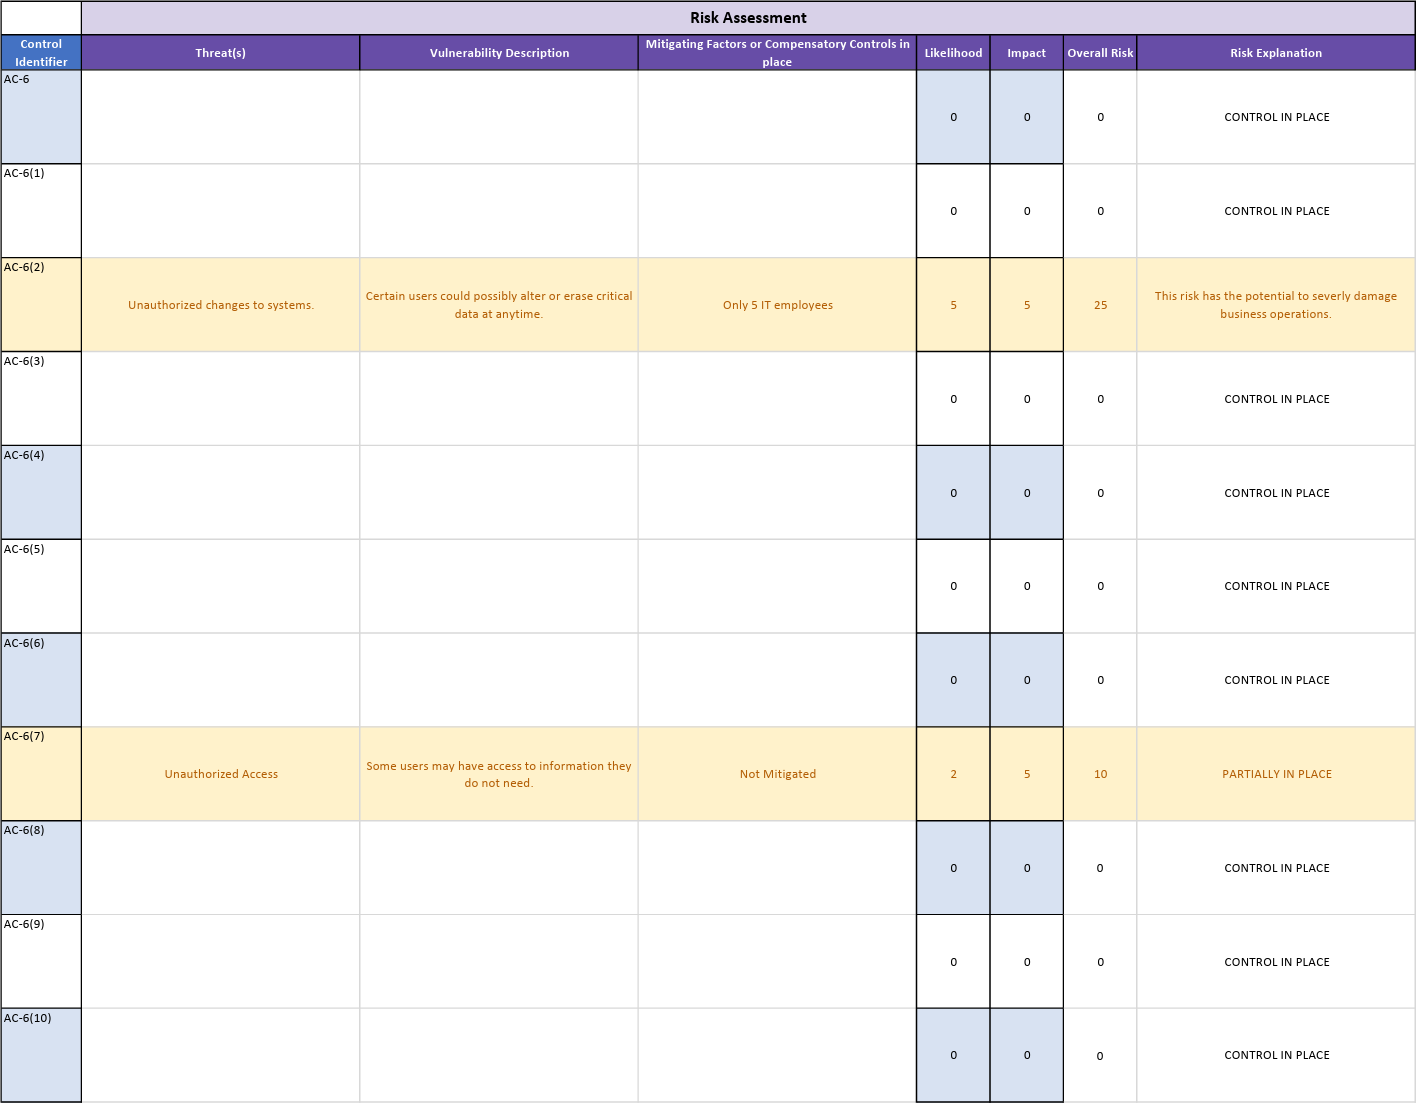 Risk Assessment
Control
Identifier
Threat(s)
Vulnerability Description
Mitigating Factors or Compensatory Controls in
place
Likelihood
Impact
Overall Risk
Risk Explanation
AC-6
0
0
0
CONTROL IN PLACE
AC-6(1)
0
0
0
CONTROL IN PLACE
AC-6(2)
Unauthorized changes to systems.
Certain users could possibly alter or erase critical
data at anytime.
Only 5 IT employees
5
5
25
This risk has the potential to severly damage
business operations.
AC-6(3)
0
0
0
CONTROL IN PLACE
AC-6(4)
0
0
0
CONTROL IN PLACE
AC-6(5)
0
0
0
CONTROL IN PLACE
AC-6(6)
0
0
0
CONTROL IN PLACE
AC-6(7)
Unauthorized Access
Some users may have access to information they
do not need.
Not Mitigated
2
5
10
PARTIALLY IN PLACE
AC-6(8)
0
0
0
CONTROL IN PLACE
AC-6(9)
0
0
0
CONTROL IN PLACE
AC-6(10)
0
0
0
CONTROL IN PLACE